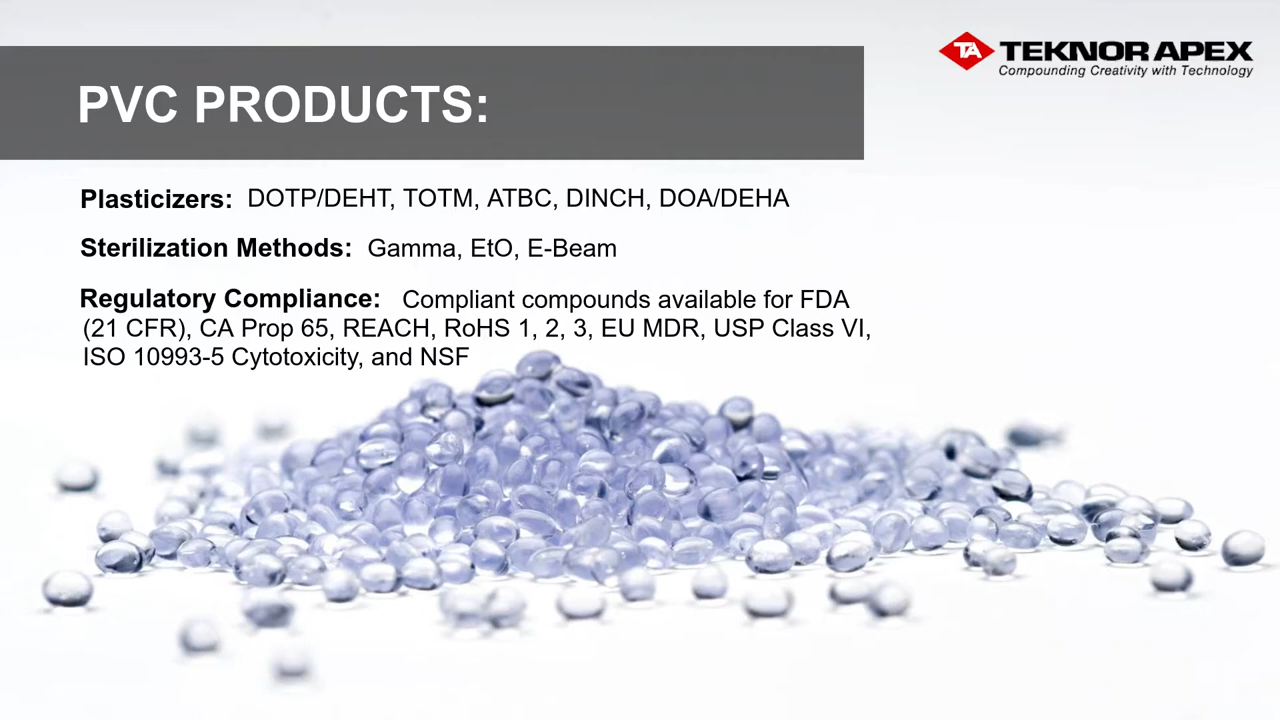 TA TEKNOR APEX
Compounding Creativity with Technology
PVC PRODUCTS:
Plasticizers: DOTP/DEHT, TOTM, ATBC, DINCH, DOA/DEHA
Sterilization Methods: Gamma, EtO, E-Beam
Regulatory Compliance: Compliant compounds available for FDA
(21 CFR), CA Prop 65, REACH, RoHS 1, 2, 3, EU MDR, USP Class VI,
ISO 10993-5 Cytotoxicity, and NSF